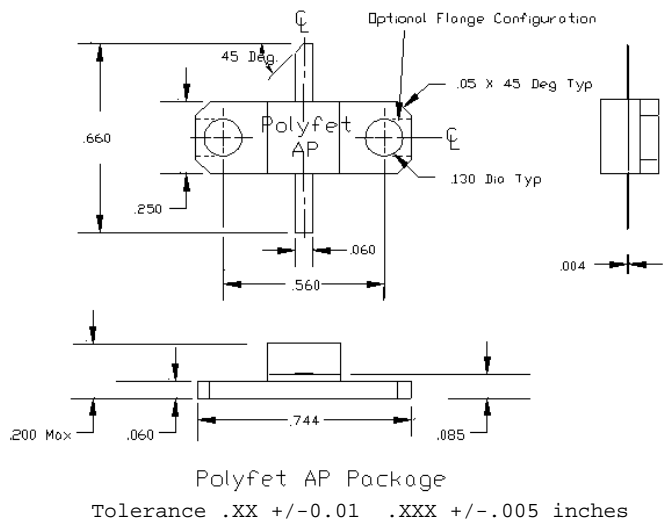 ℄
Optional Flange Configuration
45 Deg.
.05 X 45 Deg Typ
.660
Polyfet
AP
℄
.130 Dia Typ
.250
.060
.004
.560
.200 Max
.060
.744
.085
Polyfet AP Package
Tolerance .XX +/-0.01 .XXX +/-.005 inches